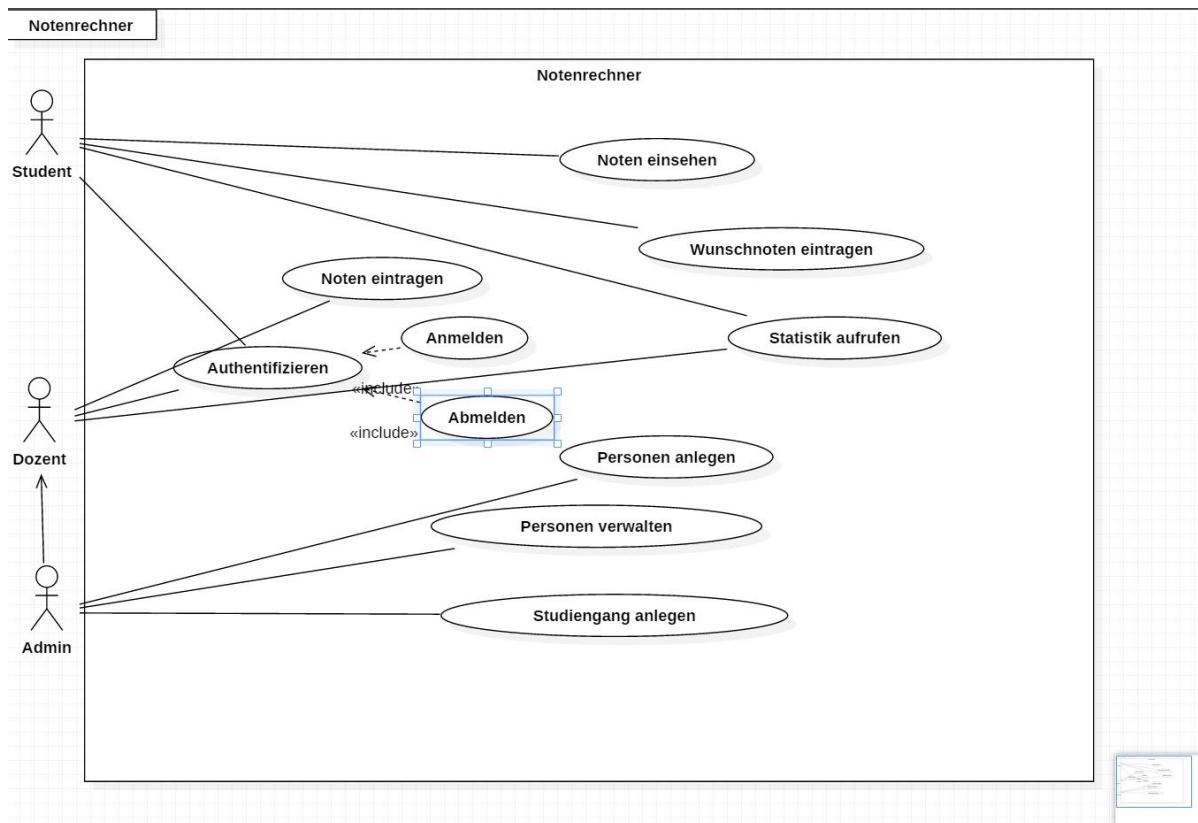 Notenrechner
Notenrechner
Student
Noten einsehen
Wunschnoten eintragen
Noten eintragen
Anmelden
Statistik aufrufen
Authentifizieren
«include»
Abmelden
«include»
Dozent
Personen anlegen
Personen verwalten
Studiengang anlegen
Admin